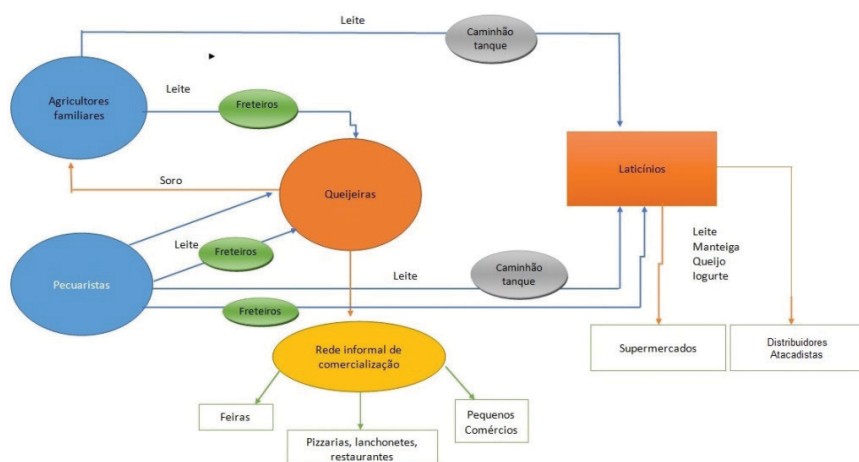 Leite
Caminhão
tanque
Agricultores
familiares
Leite
Freteiros
Soro
Queijeiras
Laticínios
Leite
Freteiros
Pecuaristas
Leite
Caminhão
tanque
Leite
Manteiga
Queijo
Iogurte
Freteiros
Rede informal de
comercialização
Supermercados
Distribuidores
Atacadistas
Feiras
Pizzarias, lanchonetes,
restaurantes
Pequenos
Comércios